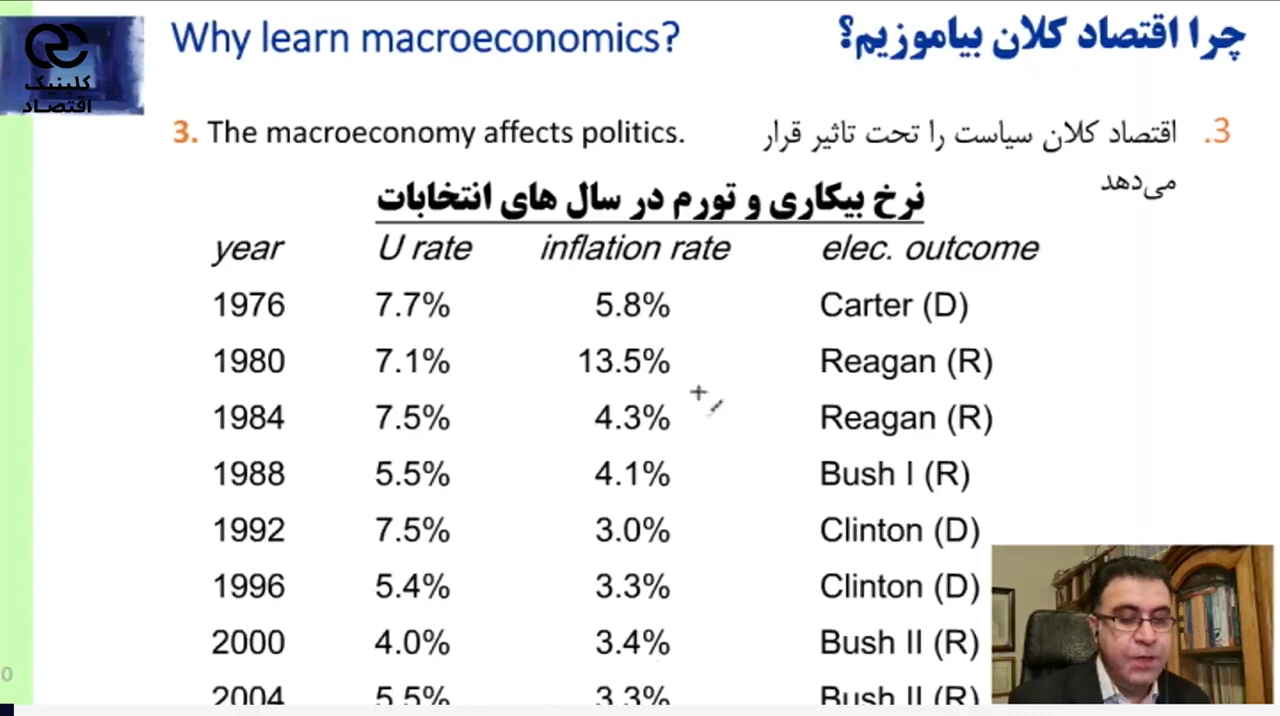 کلینیک
اقتصاد
Why learn macroeconomics?
چرا اقتصاد کلان بیاموزیم؟
3. The macroeconomy affects politics.
3. اقتصاد کلان سیاست را تحت تاثیر قرار
می‌دهد
نرخ بیکاری و تورم در سال های انتخابات
year U rate inflation rate elec. outcome
1976 7.7% 5.8% Carter (D)
1980 7.1% 13.5% Reagan (R)
1984 7.5% 4.3% Reagan (R)
1988 5.5% 4.1% Bush I (R)
1992 7.5% 3.0% Clinton (D)
1996 5.4% 3.3% Clinton (D)
2000 4.0% 3.4% Bush II (R)
2004 5.5% 3.3% Bush II (R)
0